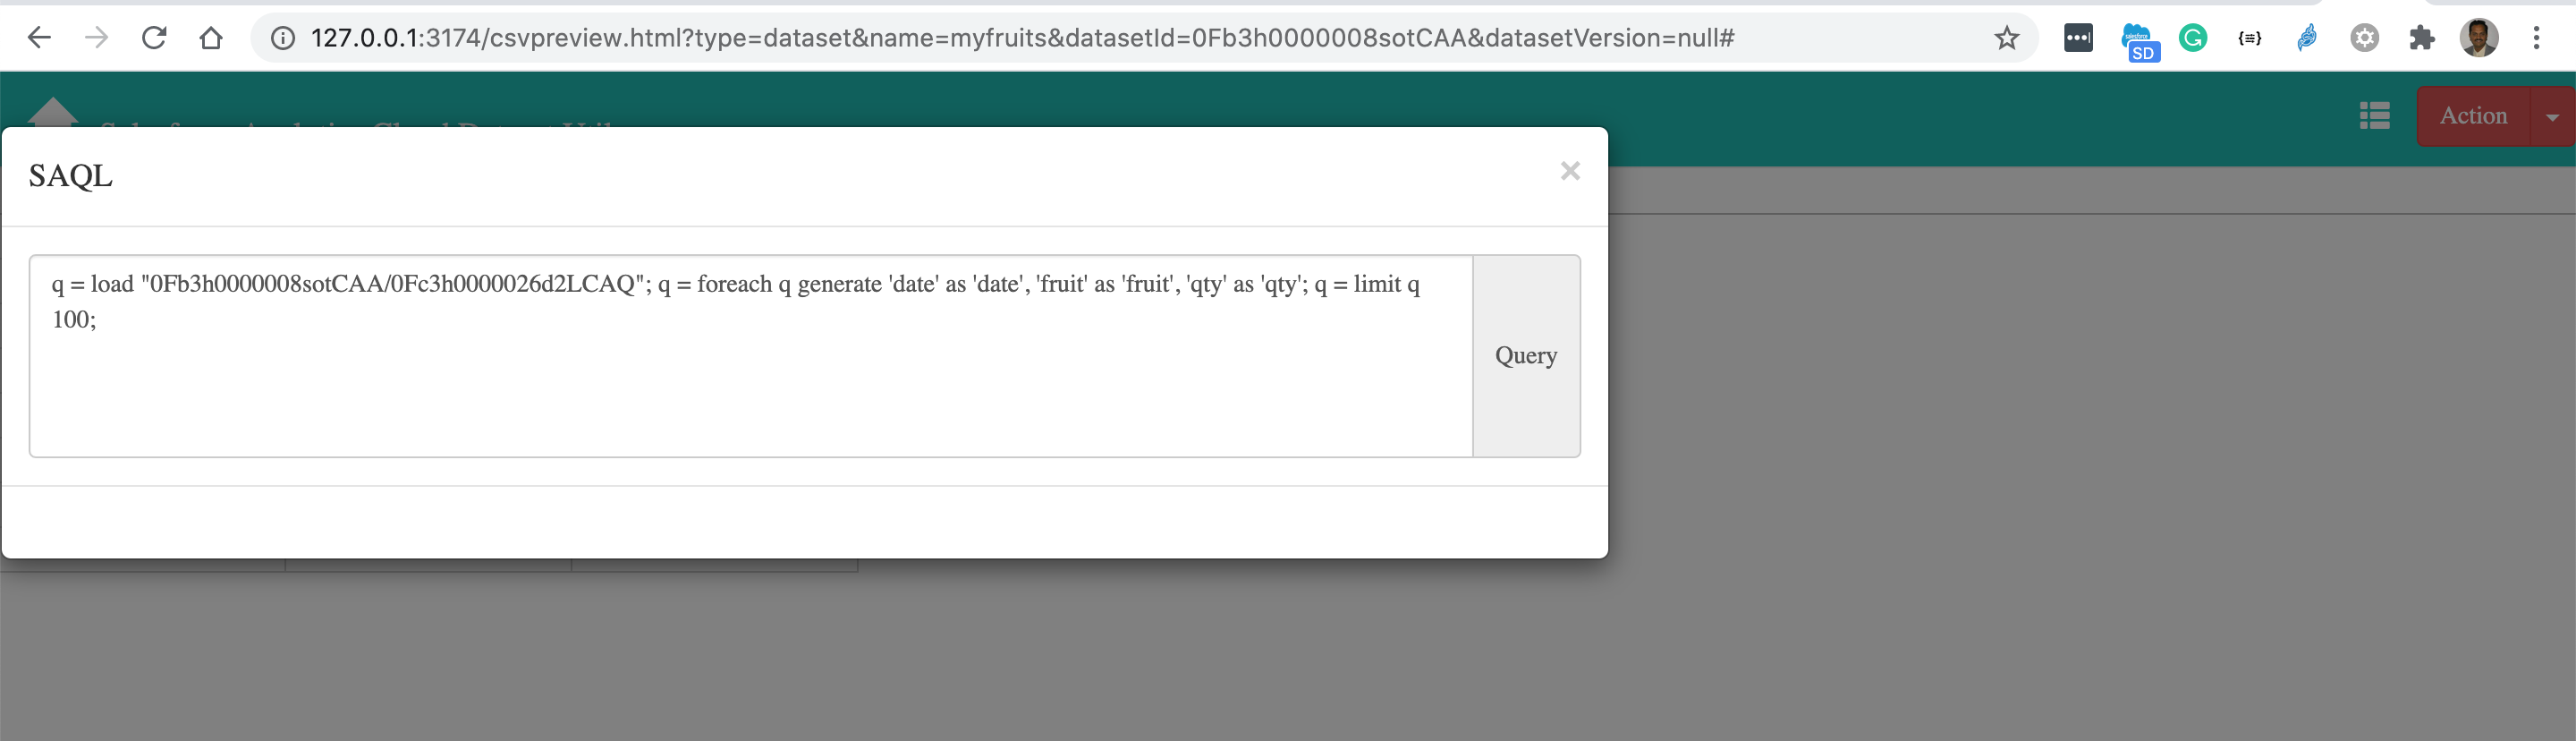 127.0.0.1:3174/csvpreview.html?type=dataset&name=myfruits&datasetId=0Fb3h0000008sotCAA&datasetVersion=null#
SD
Action
SAQL
×
q = load "0Fb3h0000008sotCAA/0Fc3h0000026d2LCAQ"; q = foreach q generate 'date' as 'date', 'fruit' as 'fruit', 'qty' as 'qty'; q = limit q
100;
Query